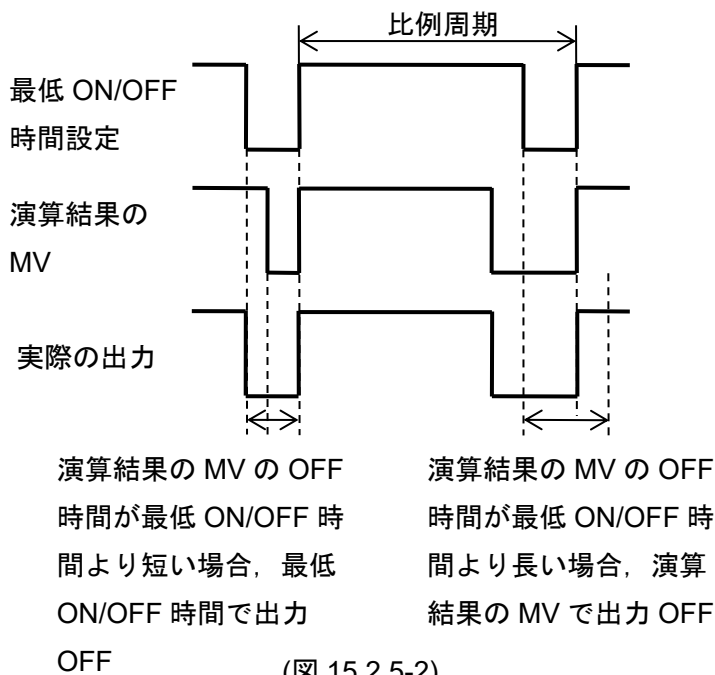 比例周期
最低 ON/OFF
時間設定
演算結果の
MV
実際の出力
演算結果の MV の OFF
時間が最低 ON/OFF 時
間より短い場合，最低
ON/OFF 時間で出力
OFF
演算結果の MV の OFF
時間が最低 ON/OFF 時
間より長い場合，演算
結果の MV で出力 OFF
(図 15.2.5-2)